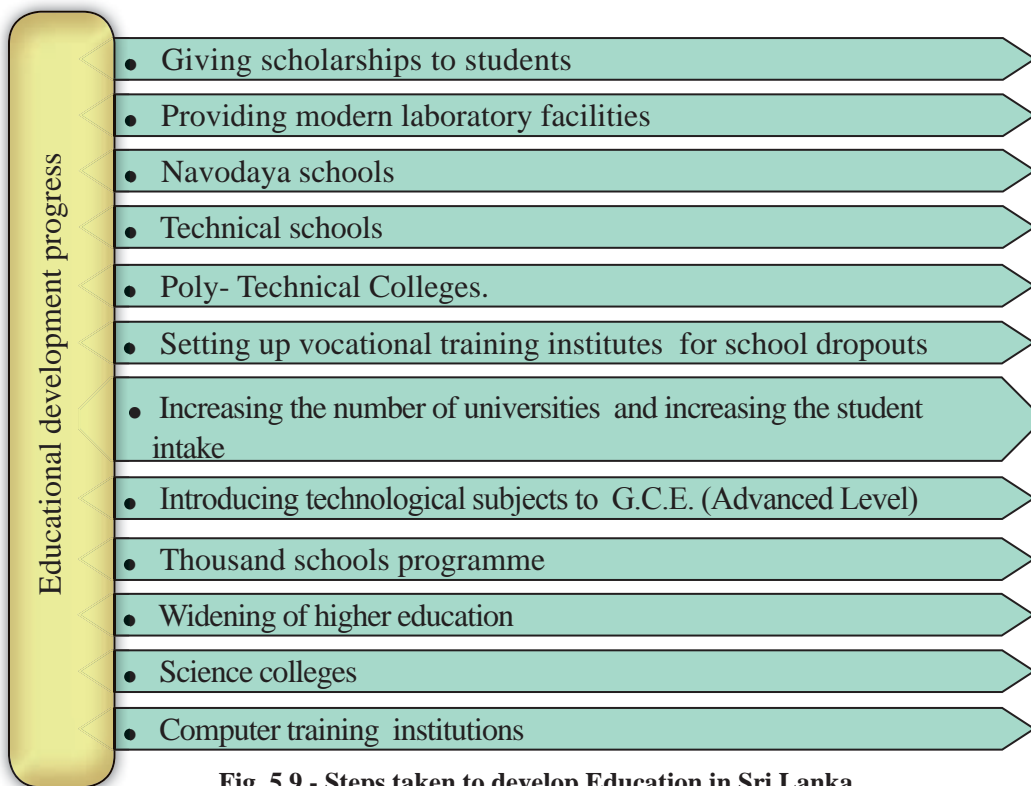 Educational development progress
• Giving scholarships to students
• Providing modern laboratory facilities
• Navodaya schools
• Technical schools
• Poly- Technical Colleges.
• Setting up vocational training institutes for school dropouts
• Increasing the number of universities and increasing the student
intake
• Introducing technological subjects to G.C.E. (Advanced Level)
• Thousand schools programme
• Widening of higher education
• Science colleges
• Computer training institutions
Fig. 5.9 - Steps taken to develop Education in Sri Lanka